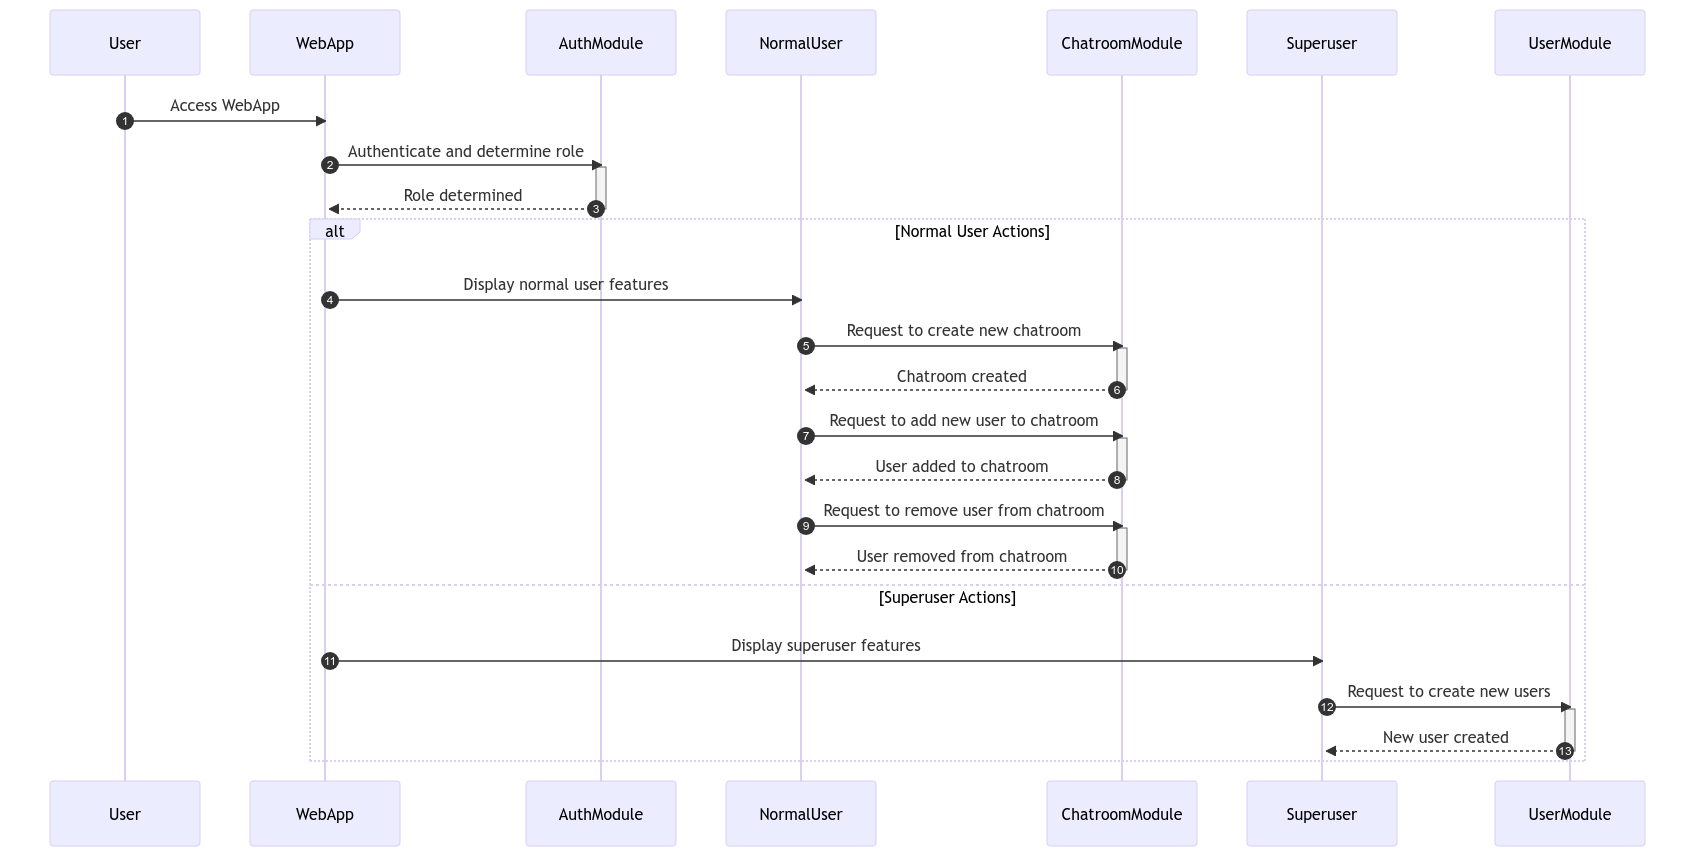 User
WebApp
AuthModule
NormalUser
ChatroomModule
Superuser
UserModule
Access WebApp
1
Authenticate and determine role
2
Role determined
3
alt
[Normal User Actions]
Display normal user features
4
Request to create new chatroom
5
Chatroom created
6
Request to add new user to chatroom
7
User added to chatroom
8
Request to remove user from chatroom
9
User removed from chatroom
10
[Superuser Actions]
Display superuser features
11
Request to create new users
12
New user created
13
User
WebApp
AuthModule
NormalUser
ChatroomModule
Superuser
UserModule